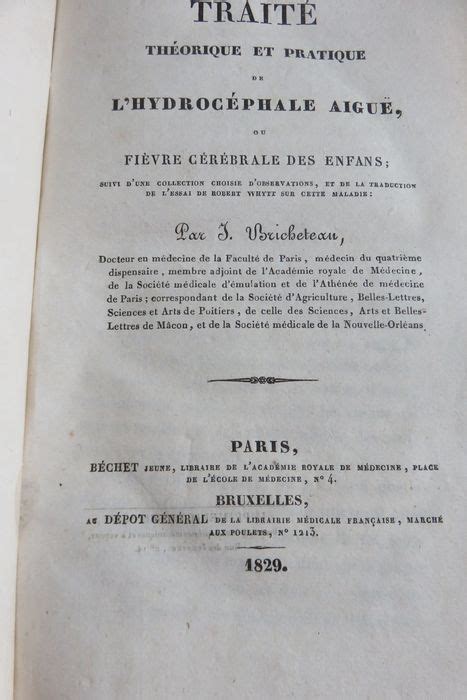 TRAITÉ
THÉORIQUE ET PRATIQUE
DE
L'HYDROCÉPHALE AIGUË,
OU
FIÈVRE CÉRÉBRALE DES ENFANS;
SUIVI D'UNE COLLECTION CHOISIE D'OBSERVATIONS, ET DE LA TRADUCTION
DE L'ESSAI DE ROBERT WHYTT SUR CETTE MALADIE:
Par I. Bricheteau,
Docteur en médecine de la Faculté de Paris, médecin du quatrième
dispensaire, membre adjoint de l'Académie royale de Médecine,
de la Société médicale d'émulation et de l'Athénée de médecine
de Paris; correspondant de la Société d'Agriculture, Belles-Lettres,
Sciences et Arts de Poitiers, de celle des Sciences, Arts et Belles-
Lettres de Mâcon, et de la Société médicale de la Nouvelle-Orléans
PARIS,
BÉCHET JEUNE, LIBRAIRE DE L'ACADÉMIE ROYALE DE MÉDECINE, PLACE
DE L'ÉCOLE DE MÉDECINE, N° 4.
BRUXELLES,
AU DÉPOT GÉNÉRAL DE LA LIBRAIRIE MÉDICALE FRANÇAISE, MARCHÉ
AUX POULETS, N° 1213.
1829.